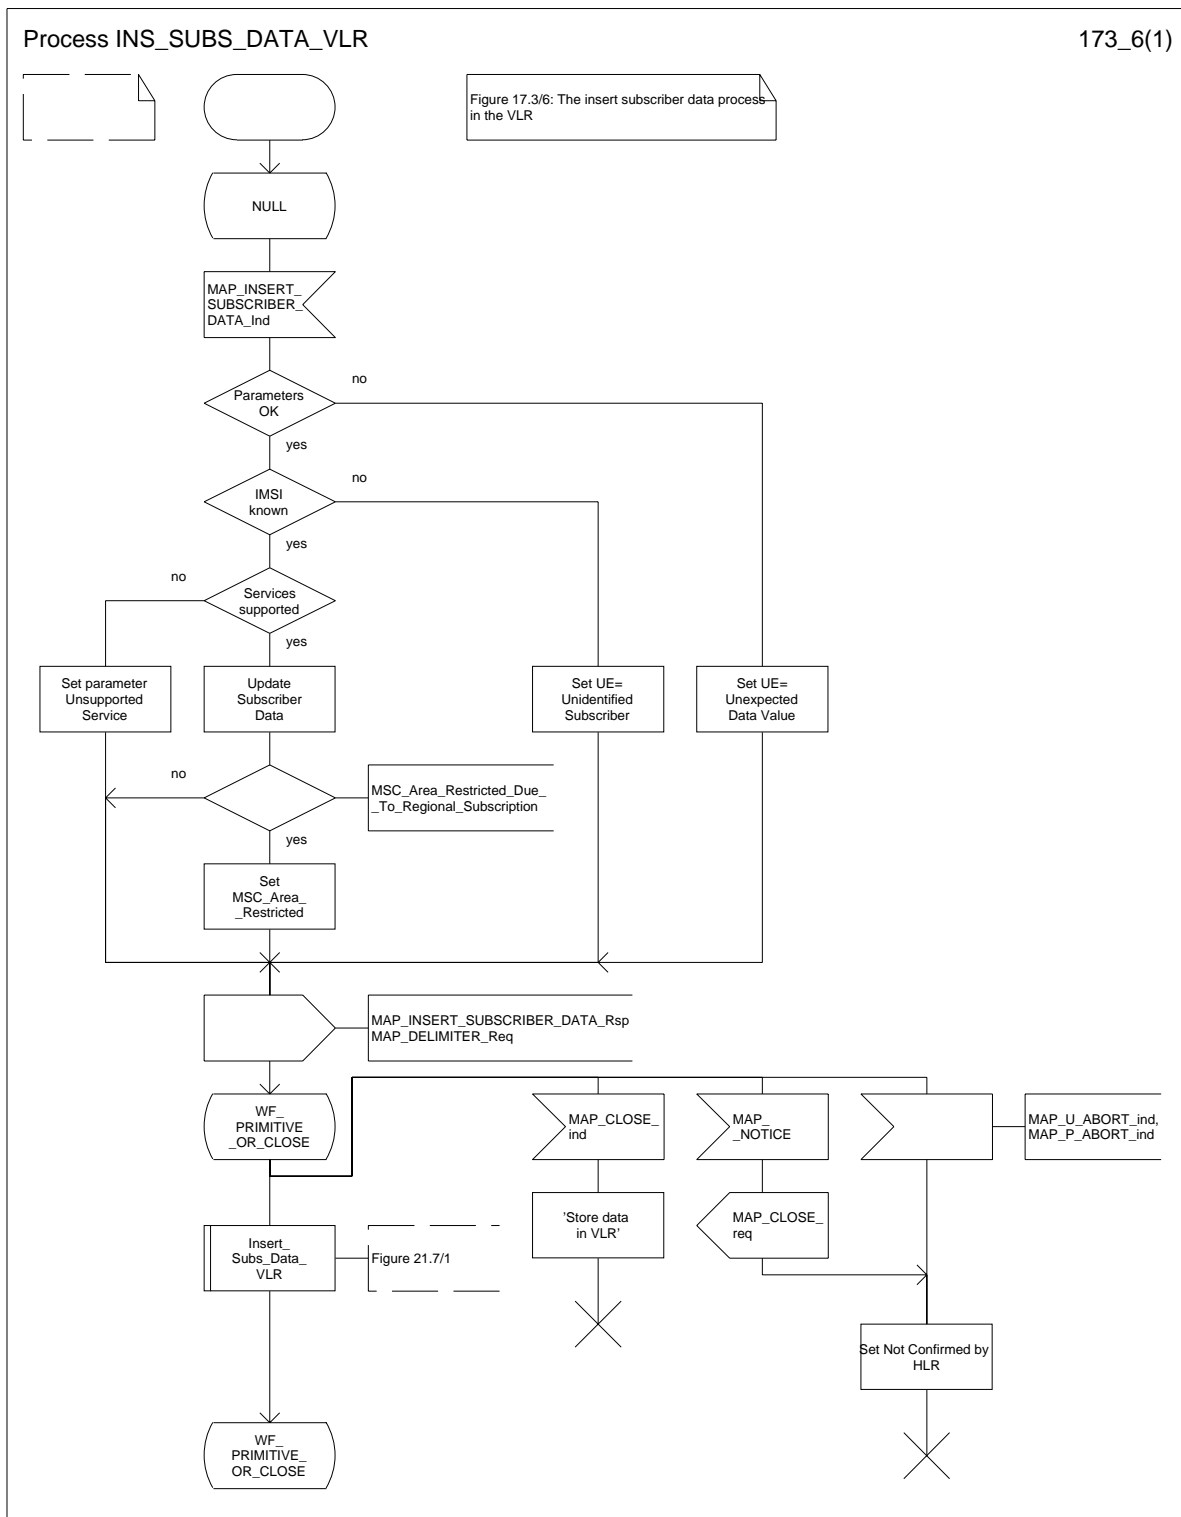 Process INS_SUBS_DATA_VLR
173_6(1)
Figure 17.3/6: The insert subscriber data process
in the VLR
NULL
MAP_INSERT_
SUBSCRIBER_
DATA_Ind
Parameters
OK
no
yes
IMSI
known
no
yes
Services
supported
no
yes
Set parameter
Unsupported
Service
Update
Subscriber
Data
Set UE=
Unidentified
Subscriber
Set UE=
Unexpected
Data Value
no
MSC_Area_Restricted_Due_
_To_Regional_Subscription
yes
Set
MSC_Area_
_Restricted
MAP_INSERT_SUBSCRIBER_DATA_Rsp
MAP_DELIMITER_Req
WF_
PRIMITIVE
_OR_CLOSE
MAP_CLOSE_
ind
MAP_
_NOTICE
MAP_U_ABORT_ind,
MAP_P_ABORT_ind
Insert_
Subs_Data_
VLR
Figure 21.7/1
'Store data
in VLR'
MAP_CLOSE_
req
Set Not Confirmed by
HLR
WF_
PRIMITIVE_
OR_CLOSE